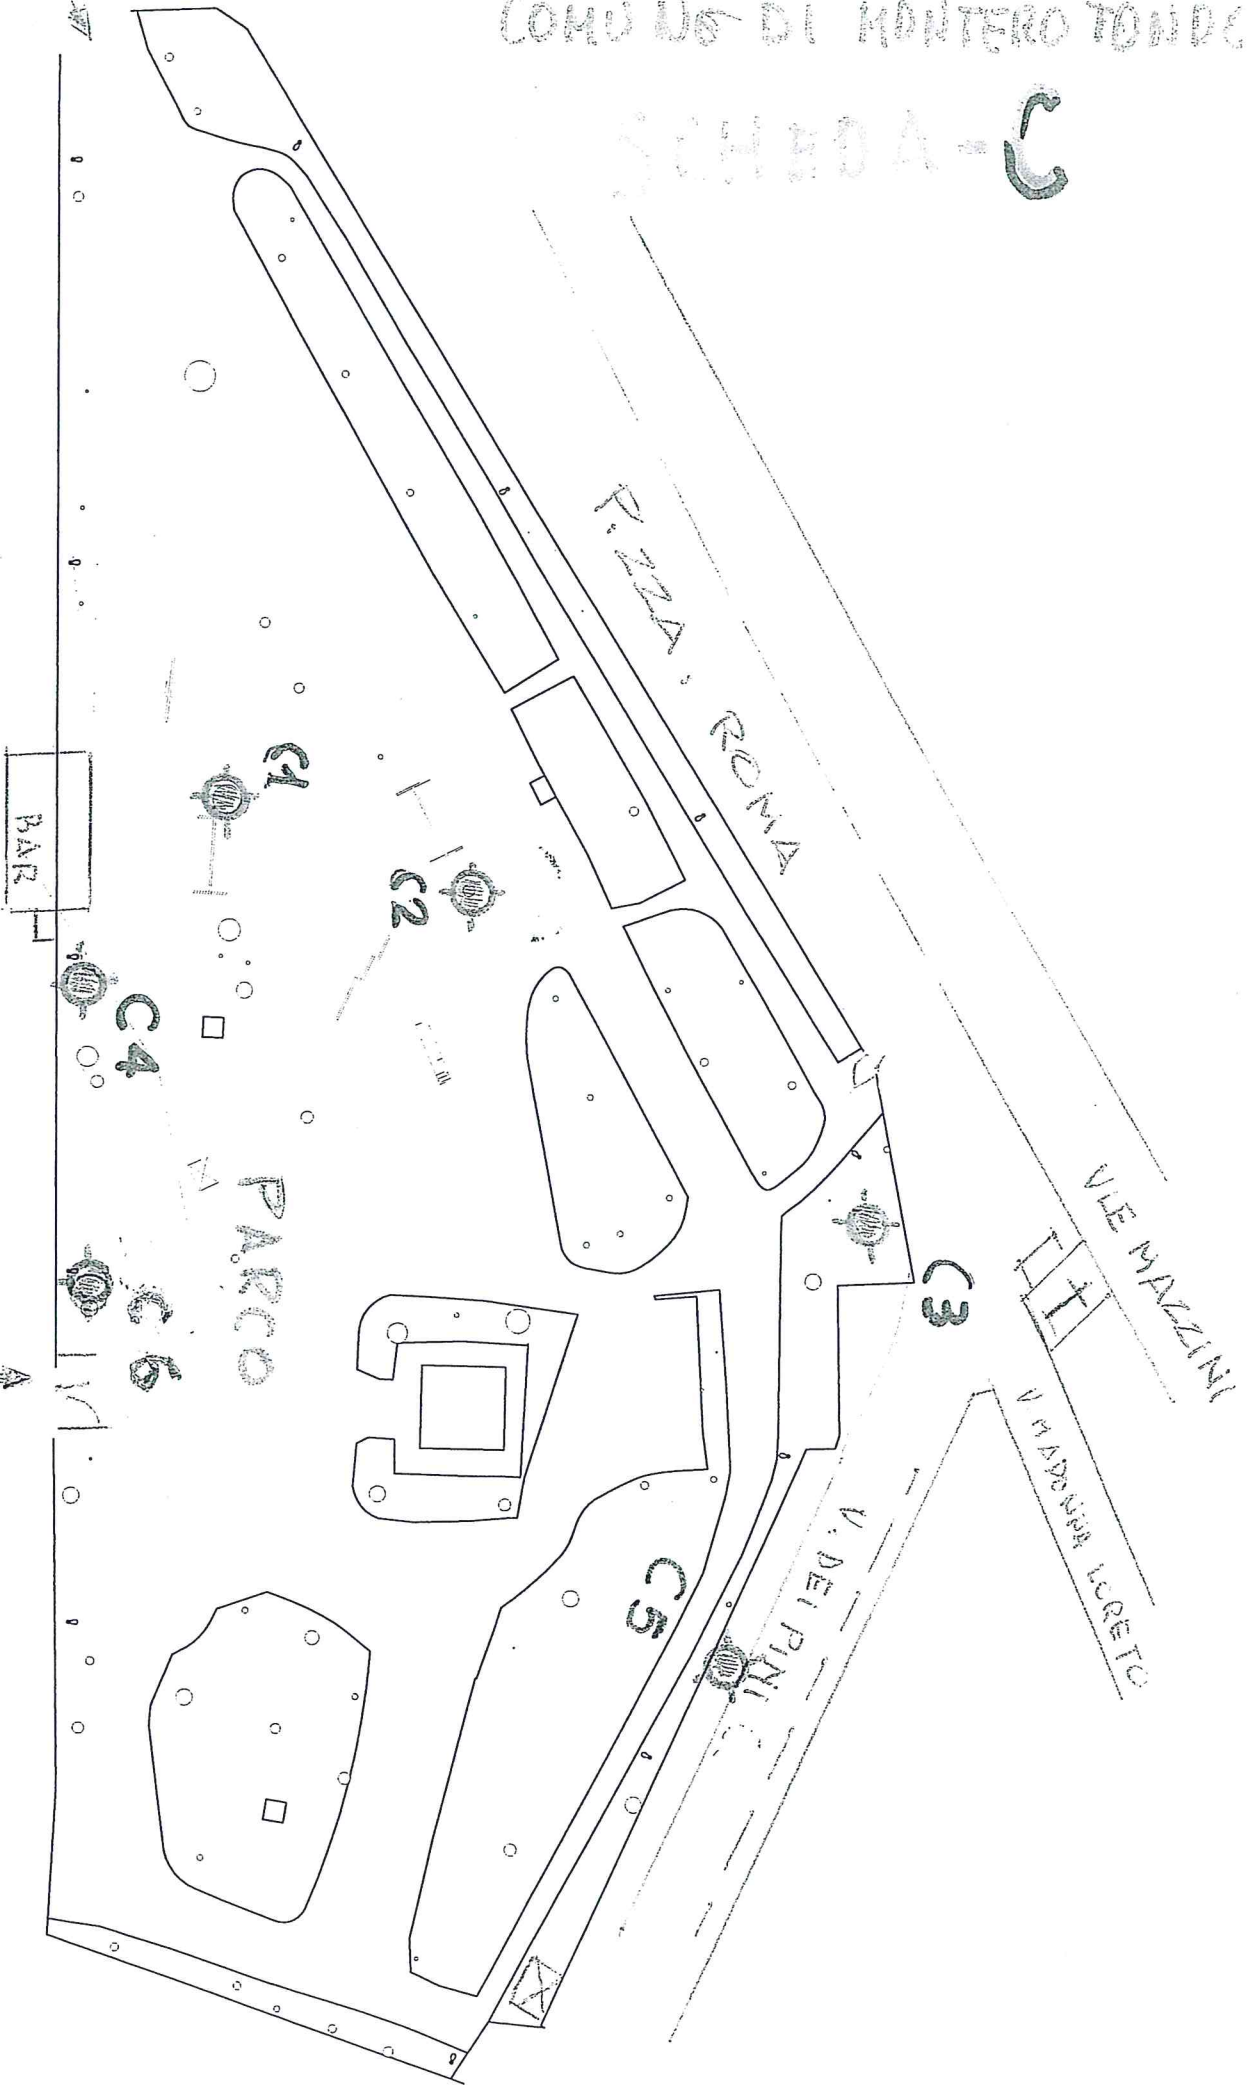 COMUNE DI MONTEROTONDO
SCHEDA - C
P.ZZA. ROMA
V.LE MAZZINI
V. MADONNA LORETO
V. DEI PINI
C1
C2
C3
C4
C5
C6
BAR
PARCO